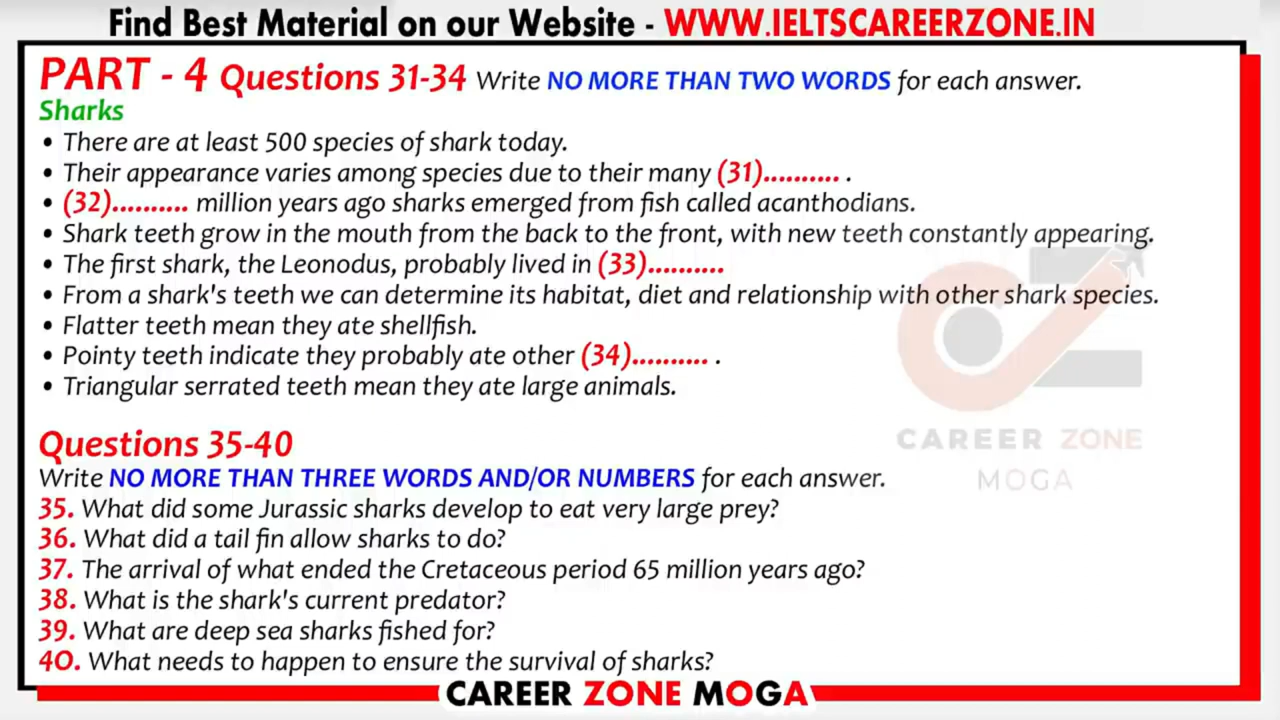 Find Best Material on our Website - WWW.IELTSCAREERZONE.IN
PART - 4 Questions 31-34 Write NO MORE THAN TWO WORDS for each answer.
Sharks
• There are at least 500 species of shark today.
• Their appearance varies among species due to their many (31).......... .
• (32).......... million years ago sharks emerged from fish called acanthodians.
• Shark teeth grow in the mouth from the back to the front, with new teeth constantly appearing.
• The first shark, the Leonodus, probably lived in (33)..........
• From a shark's teeth we can determine its habitat, diet and relationship with other shark species.
• Flatter teeth mean they ate shellfish.
• Pointy teeth indicate they probably ate other (34).......... .
• Triangular serrated teeth mean they ate large animals.
CAREER ZONE
MOGA
Questions 35-40
Write NO MORE THAN THREE WORDS AND/OR NUMBERS for each answer.
35. What did some Jurassic sharks develop to eat very large prey?
36. What did a tail fin allow sharks to do?
37. The arrival of what ended the Cretaceous period 65 million years ago?
38. What is the shark's current predator?
39. What are deep sea sharks fished for?
40. What needs to happen to ensure the survival of sharks?
CAREER ZONE MOGA